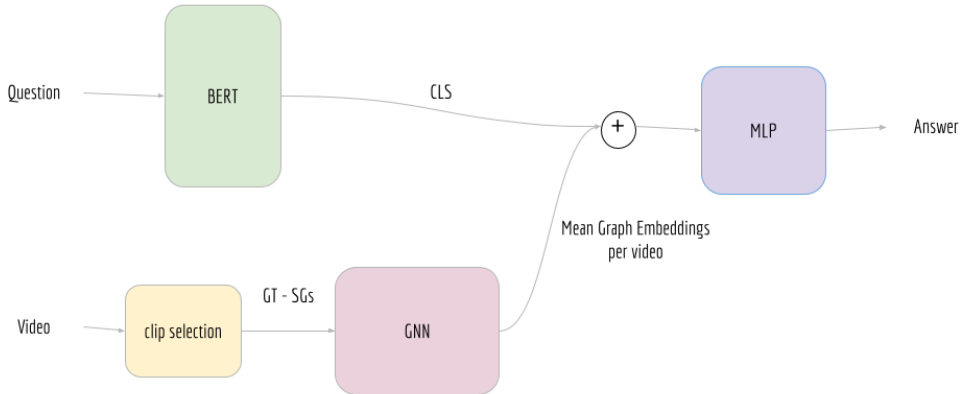 Question
BERT
CLS
+
MLP
Answer
Mean Graph Embeddings
per video
Video
clip selection
GT - SGs
GNN